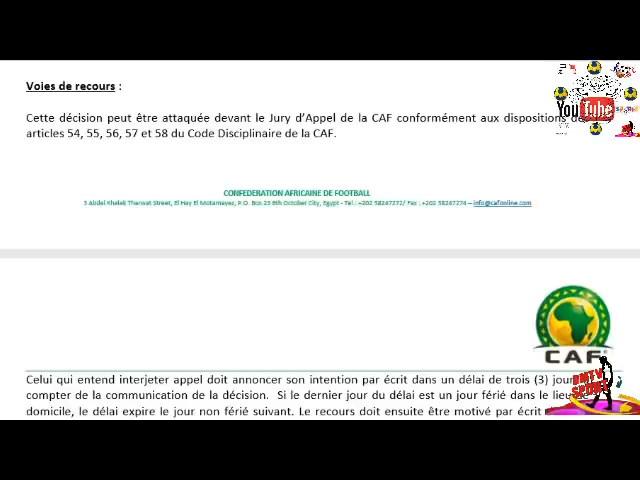 Voies de recours :
You Tube
Cette décision peut être attaquée devant le Jury d'Appel de la CAF conformément aux dispositions des
articles 54, 55, 56, 57 et 58 du Code Disciplinaire de la CAF.
CONFEDERATION AFRICAINE DE FOOTBALL
3 Abdel Khalek Tharwat Street, El Hay El Motamayez, P.O. Box 23 6th October City, Egypt - Tel.: +202 38247272/ Fax : +202 38247274 – info@cafonline.com
CAF
Celui qui entend interjeter appel doit annoncer son intention par écrit dans un délai de trois (3) jour
compter de la communication de la décision. Si le dernier jour du délai est un jour férié dans le lieu
domicile, le délai expire le jour non férié suivant. Le recours doit ensuite être motivé par écrit
SPORT